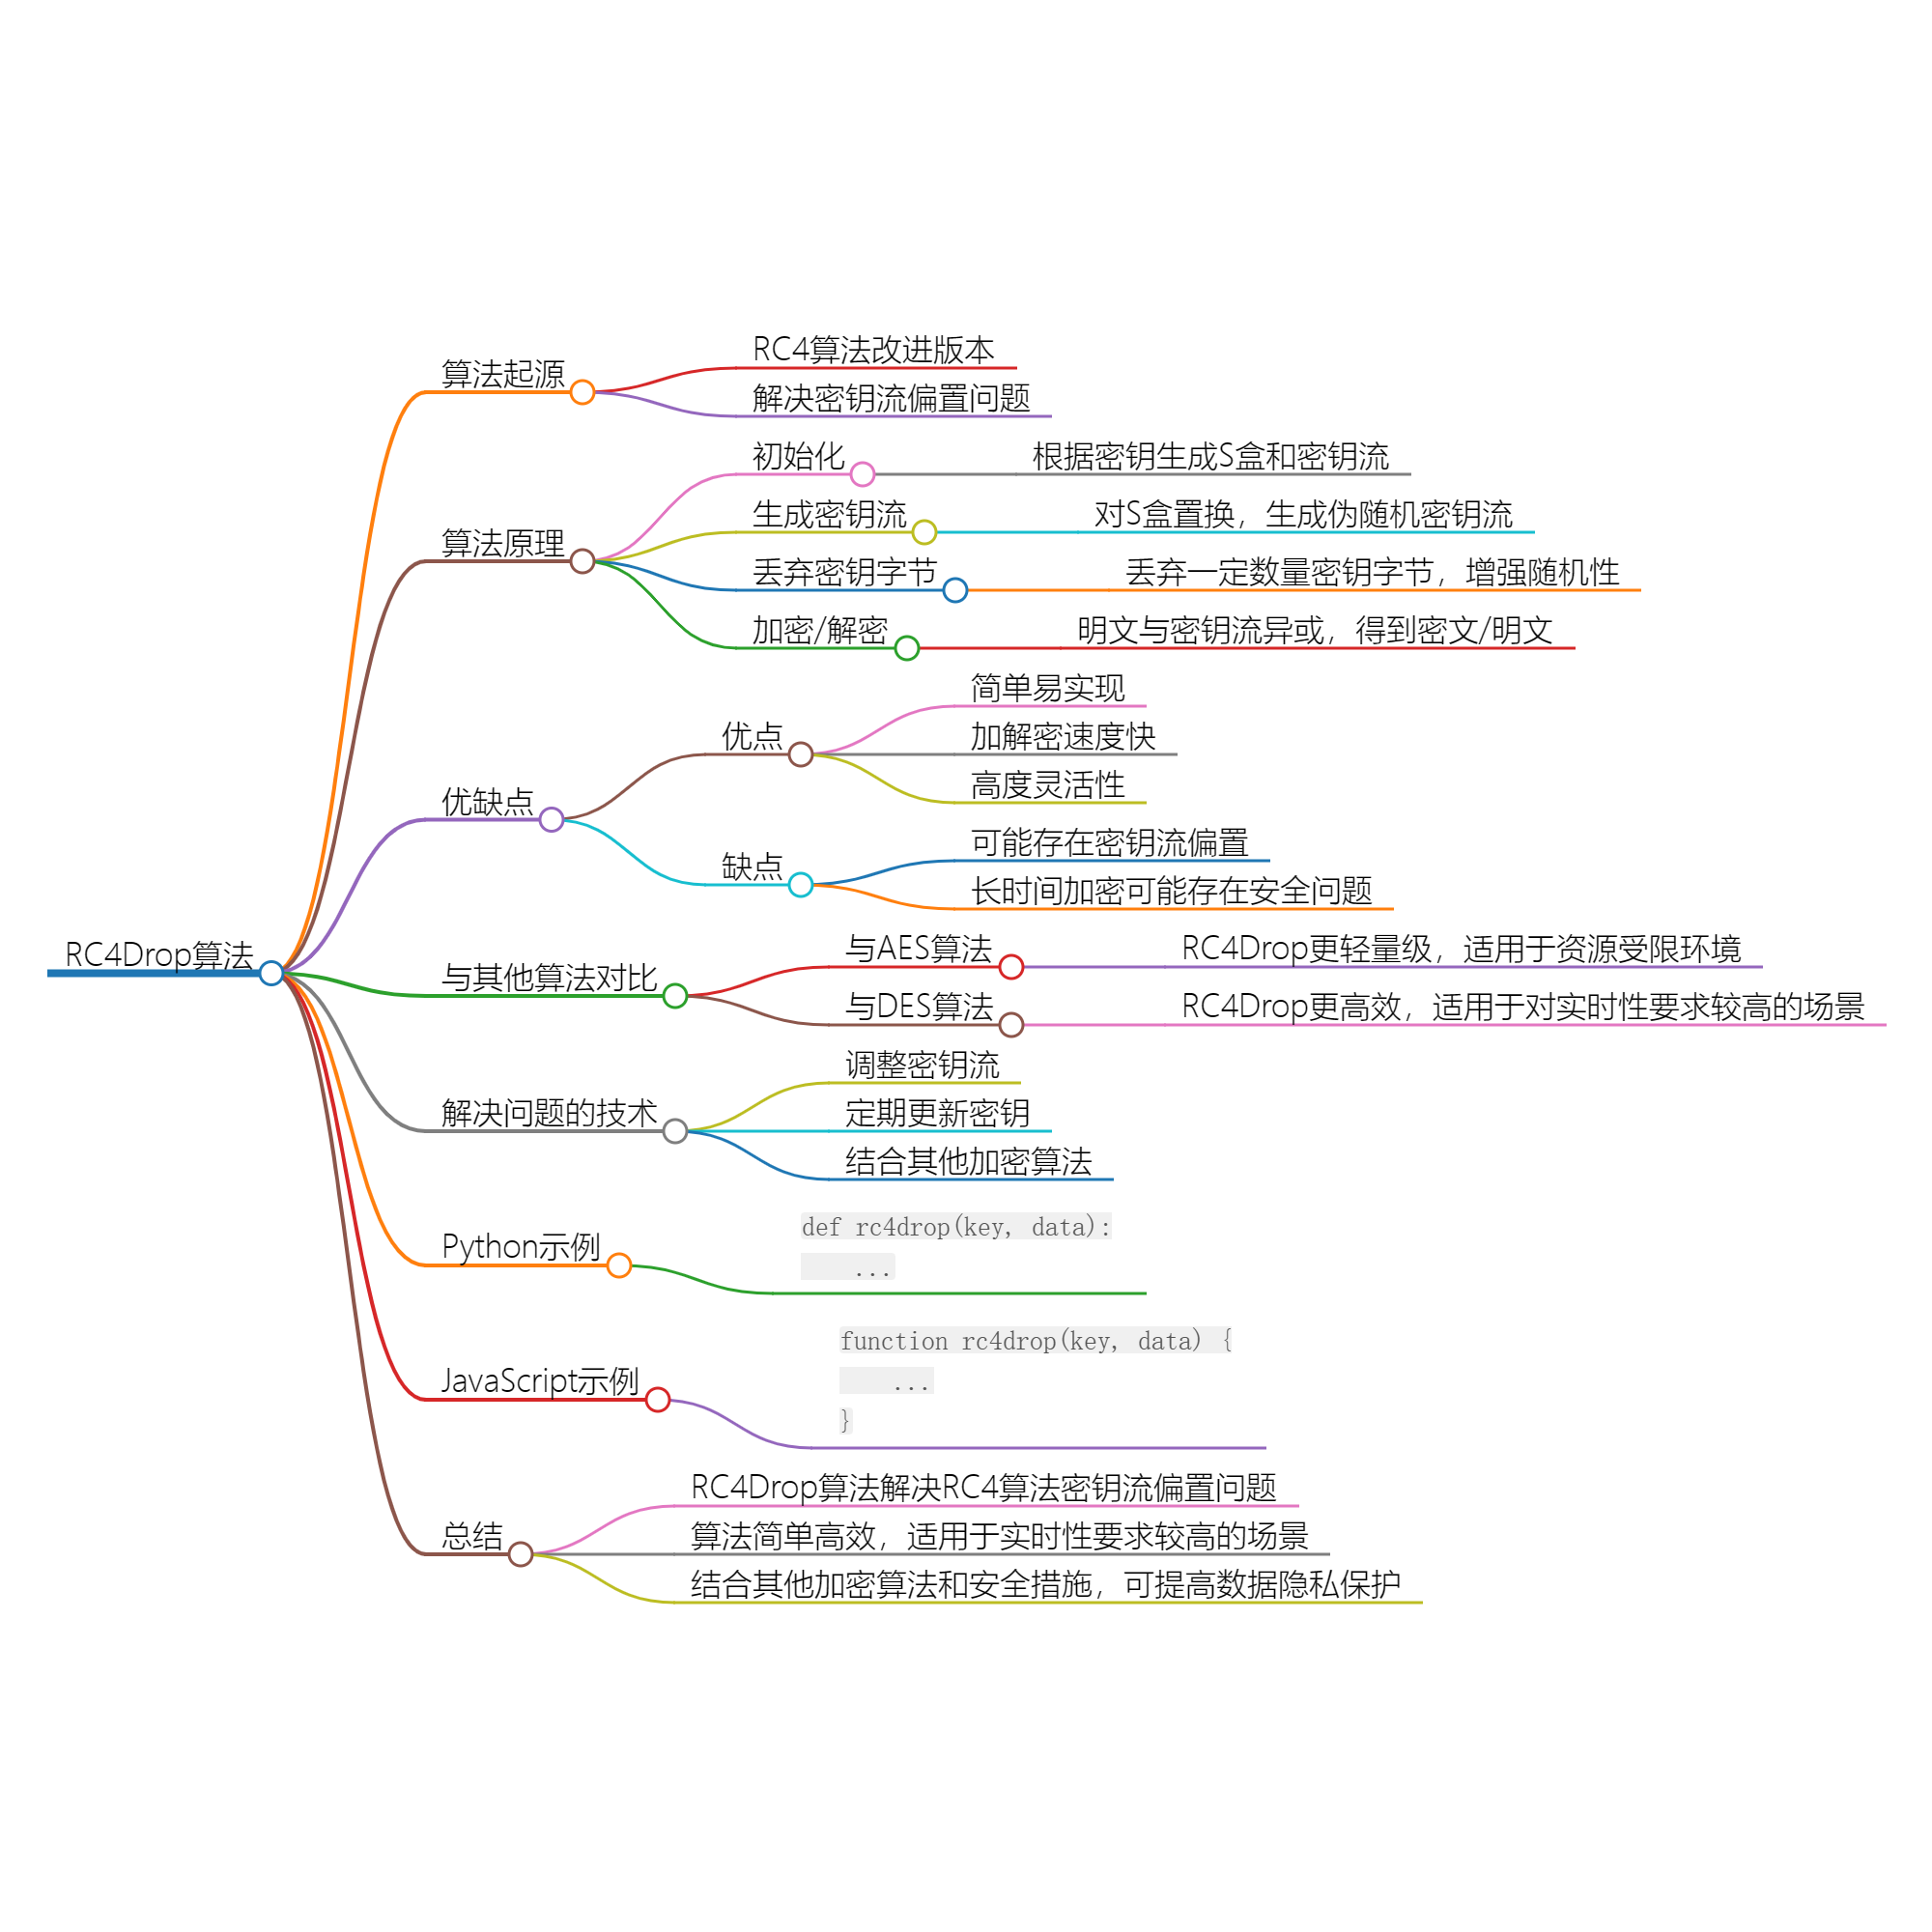 RC4Drop算法
算法起源
RC4算法改进版本
解决密钥流偏置问题
算法原理
初始化
根据密钥生成S盒和密钥流
生成密钥流
对S盒置换，生成伪随机密钥流
丢弃密钥字节
丢弃一定数量密钥字节，增强随机性
加密/解密
明文与密钥流异或，得到密文/明文
优缺点
优点
简单易实现
加解密速度快
高度灵活性
缺点
可能存在密钥流偏置
长时间加密可能存在安全问题
与其他算法对比
与AES算法
RC4Drop更轻量级，适用于资源受限环境
与DES算法
RC4Drop更高效，适用于对实时性要求较高的场景
解决问题的技术
调整密钥流
定期更新密钥
结合其他加密算法
Python示例
def rc4drop(key, data):
    ...
JavaScript示例
function rc4drop(key, data) {
    ...
}
总结
RC4Drop算法解决RC4算法密钥流偏置问题
算法简单高效，适用于实时性要求较高的场景
结合其他加密算法和安全措施，可提高数据隐私保护